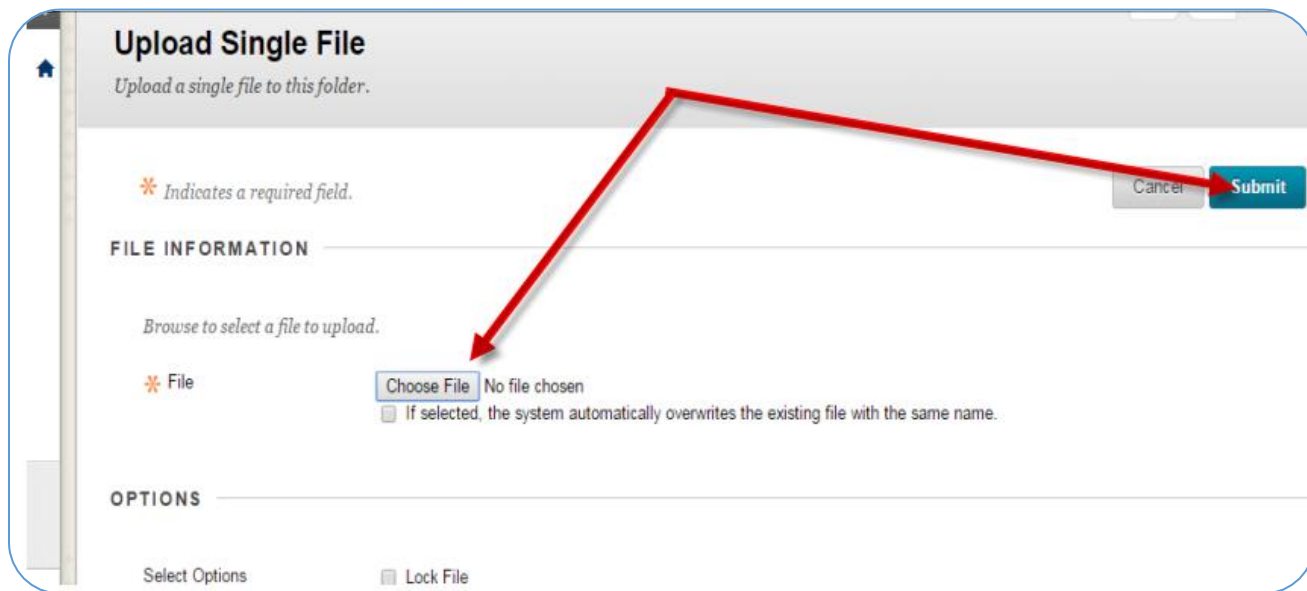 Upload Single File
Upload a single file to this folder.
* Indicates a required field.
Cancel Submit
FILE INFORMATION
Browse to select a file to upload.
* File Choose File No file chosen
If selected, the system automatically overwrites the existing file with the same name.
OPTIONS
Select Options Lock File